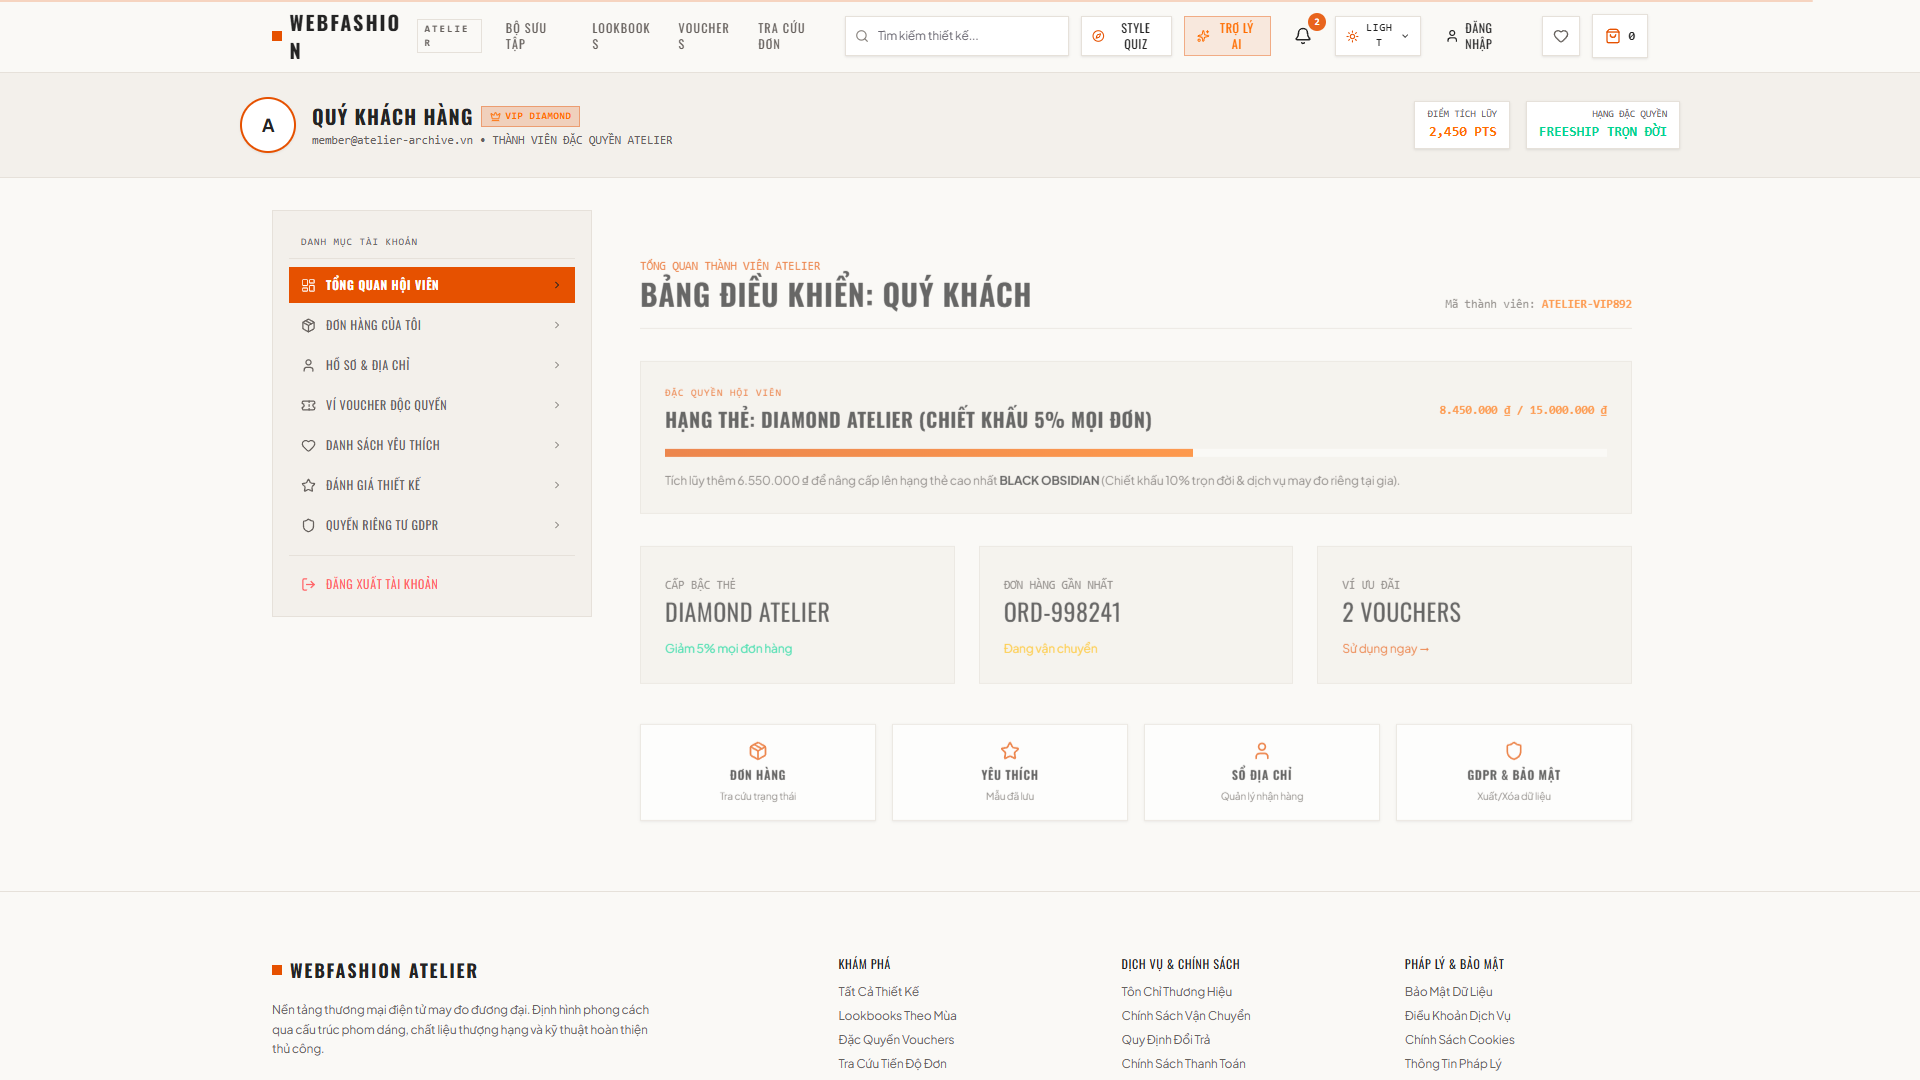 WEBFASHIO
N
ATELIE
R
BỘ SƯU
TẬP
LOOKBOOK
S
VOUCHER
S
TRA CỨU
ĐƠN
Tìm kiếm thiết kế...
STYLE
QUIZ
TRỢ LÝ
AI
2
LIGH
T
ĐĂNG
NHẬP
0
A
QUÝ KHÁCH HÀNG
VIP DIAMOND
member@atelier-archive.vn • THÀNH VIÊN ĐẶC QUYỀN ATELIER
ĐIỂM TÍCH LŨY
2,450 PTS
HẠNG ĐẶC QUYỀN
FREESHIP TRỌN ĐỜI
DANH MỤC TÀI KHOẢN
TỔNG QUAN HỘI VIÊN
ĐƠN HÀNG CỦA TÔI
HỒ SƠ & ĐỊA CHỈ
VÍ VOUCHER ĐỘC QUYỀN
DANH SÁCH YÊU THÍCH
ĐÁNH GIÁ THIẾT KẾ
QUYỀN RIÊNG TƯ GDPR
ĐĂNG XUẤT TÀI KHOẢN
TỔNG QUAN THÀNH VIÊN ATELIER
BẢNG ĐIỀU KHIỂN: QUÝ KHÁCH
Mã thành viên: ATELIER-VIP892
ĐẶC QUYỀN HỘI VIÊN
HẠNG THẺ: DIAMOND ATELIER (CHIẾT KHẤU 5% MỌI ĐƠN)
8.450.000 ₫ / 15.000.000 ₫
Tích lũy thêm 6.550.000 ₫ để nâng cấp lên hạng thẻ cao nhất BLACK OBSIDIAN (Chiết khấu 10% trọn đời & dịch vụ may đo riêng tại gia).
CẤP BẬC THẺ
DIAMOND ATELIER
Giảm 5% mọi đơn hàng
ĐƠN HÀNG GẦN NHẤT
ORD-998241
Đang vận chuyển
VÍ ƯU ĐÃI
2 VOUCHERS
Sử dụng ngay →
ĐƠN HÀNG
Tra cứu trạng thái
YÊU THÍCH
Mẫu đã lưu
SỔ ĐỊA CHỈ
Quản lý nhận hàng
GDPR & BẢO MẬT
Xuất/Xóa dữ liệu
WEBFASHION ATELIER
Nền tảng thương mại điện tử may đo đương đại. Định hình phong cách
qua cấu trúc phom dáng, chất liệu thượng hạng và kỹ thuật hoàn thiện
thủ công.
KHÁM PHÁ
Tất Cả Thiết Kế
Lookbooks Theo Mùa
Đặc Quyền Vouchers
Tra Cứu Tiến Độ Đơn
DỊCH VỤ & CHÍNH SÁCH
Tôn Chỉ Thương Hiệu
Chính Sách Vận Chuyển
Quy Định Đổi Trả
Chính Sách Thanh Toán
PHÁP LÝ & BẢO MẬT
Bảo Mật Dữ Liệu
Điều Khoản Dịch Vụ
Chính Sách Cookies
Thông Tin Pháp Lý